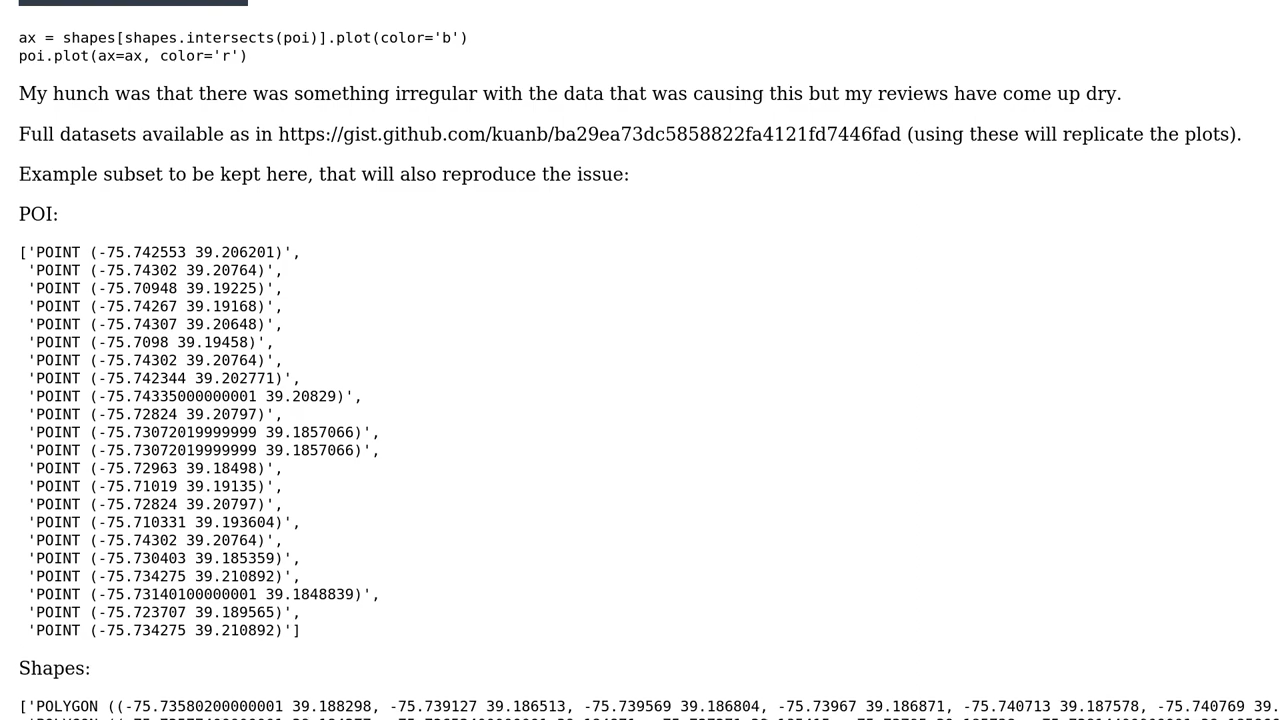 ax = shapes[shapes.intersects(poi)].plot(color='b')
poi.plot(ax=ax, color='r')
My hunch was that there was something irregular with the data that was causing this but my reviews have come up dry.
Full datasets available as in https://gist.github.com/kuanb/ba29ea73dc5858822fa4121fd7446fad (using these will replicate the plots).
Example subset to be kept here, that will also reproduce the issue:
POI:
['POINT (-75.742553 39.206201)',
'POINT (-75.74302 39.20764)',
'POINT (-75.70948 39.19225)',
'POINT (-75.74267 39.19168)',
'POINT (-75.74307 39.20648)',
'POINT (-75.7098 39.19458)',
'POINT (-75.74302 39.20764)',
'POINT (-75.742344 39.202771)',
'POINT (-75.74335000000001 39.20829)',
'POINT (-75.72824 39.20797)',
'POINT (-75.73072019999999 39.1857066)',
'POINT (-75.73072019999999 39.1857066)',
'POINT (-75.72963 39.18498)',
'POINT (-75.71019 39.19135)',
'POINT (-75.72824 39.20797)',
'POINT (-75.710331 39.193604)',
'POINT (-75.74302 39.20764)',
'POINT (-75.730403 39.185359)',
'POINT (-75.734275 39.210892)',
'POINT (-75.73140100000001 39.1848839)',
'POINT (-75.723707 39.189565)',
'POINT (-75.734275 39.210892)']
Shapes:
['POLYGON ((-75.73580200000001 39.188298, -75.739127 39.186513, -75.739569 39.186804, -75.73967 39.186871, -75.740713 39.187578, -75.740769 39.